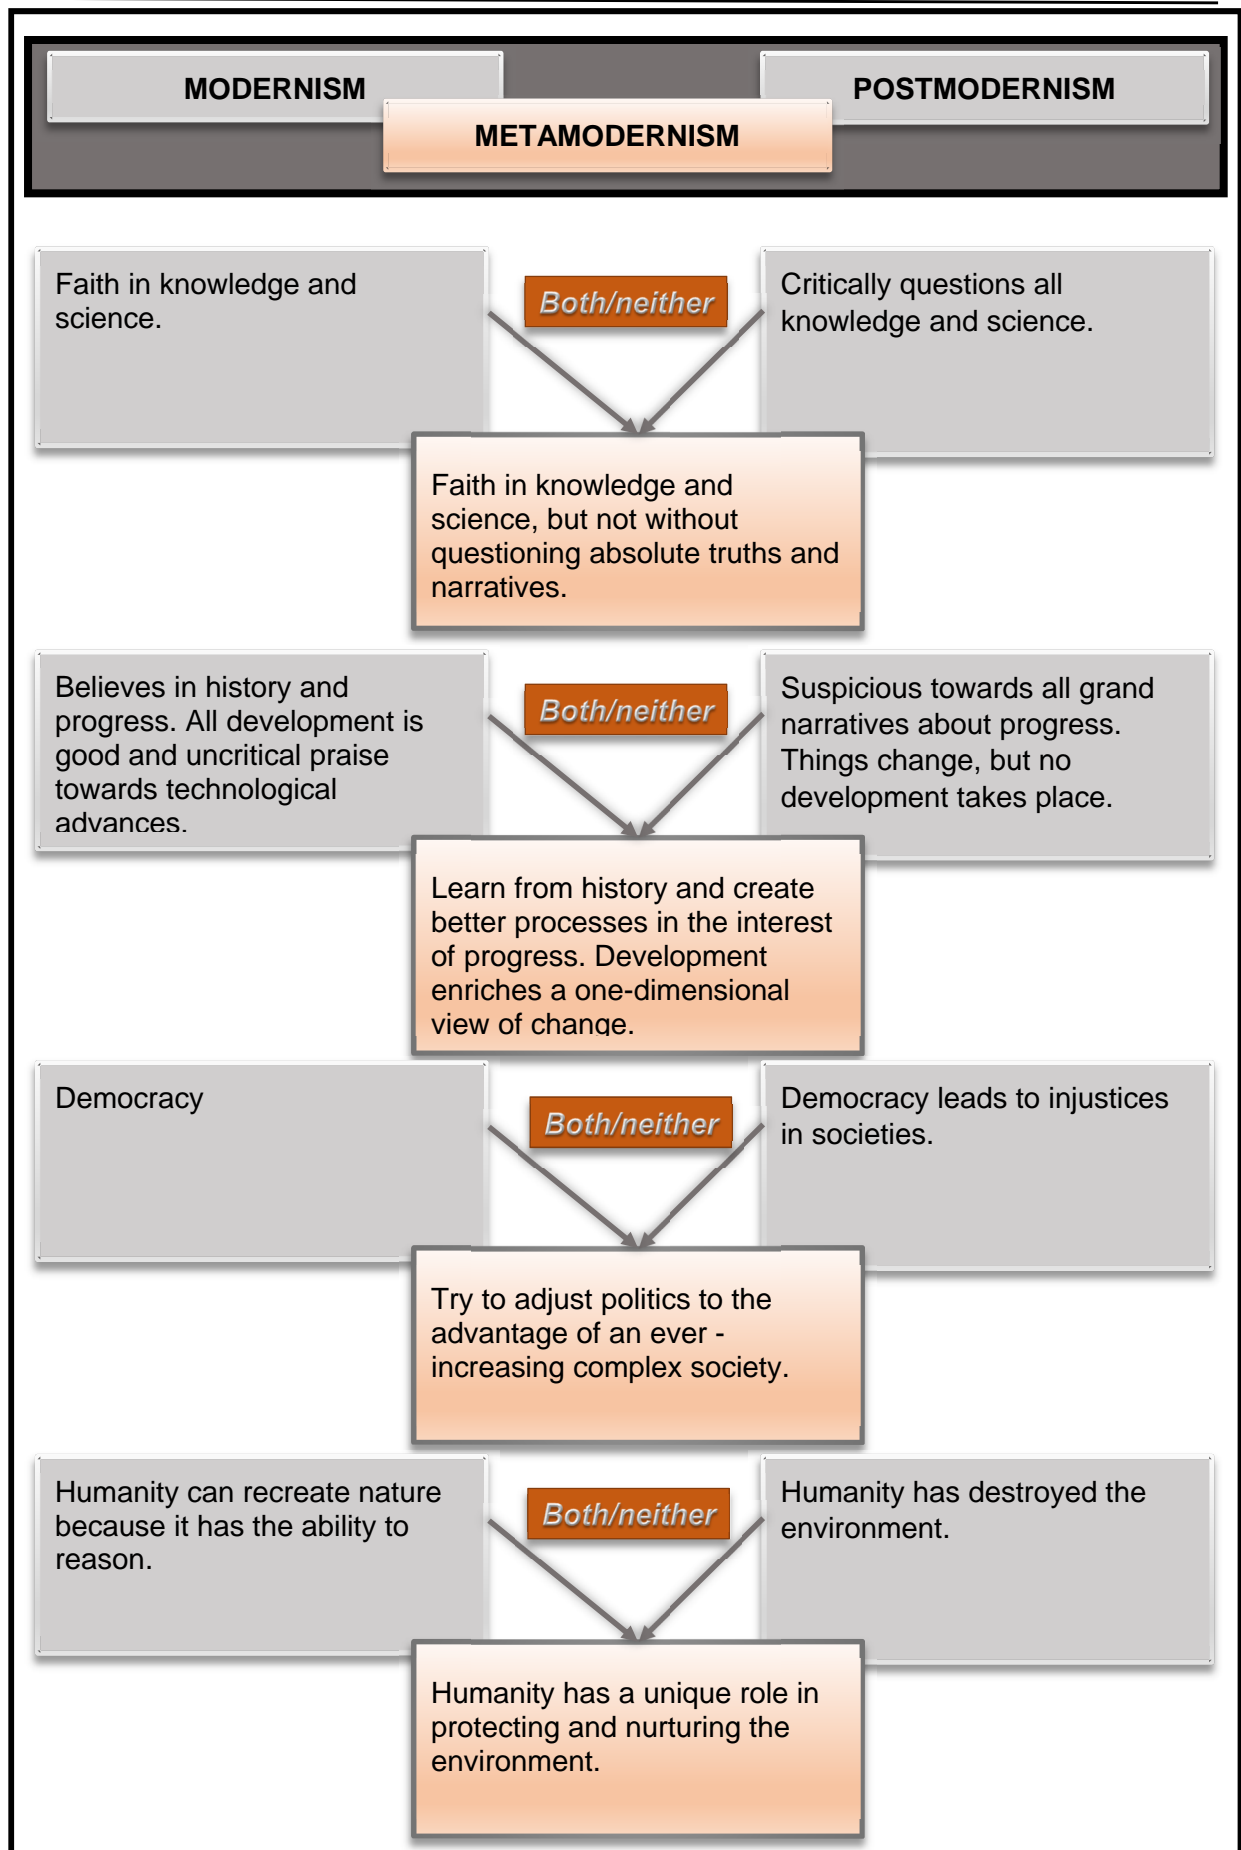 MODERNISM
POSTMODERNISM
METAMODERNISM
Faith in knowledge and
science.
Both/neither
Critically questions all
knowledge and science.
Faith in knowledge and
science, but not without
questioning absolute truths and
narratives.
Believes in history and
progress. All development is
good and uncritical praise
towards technological
advances.
Both/neither
Suspicious towards all grand
narratives about progress.
Things change, but no
development takes place.
Learn from history and create
better processes in the interest
of progress. Development
enriches a one-dimensional
view of change.
Democracy
Both/neither
Democracy leads to injustices
in societies.
Try to adjust politics to the
advantage of an ever -
increasing complex society.
Humanity can recreate nature
because it has the ability to
reason.
Both/neither
Humanity has destroyed the
environment.
Humanity has a unique role in
protecting and nurturing the
environment.